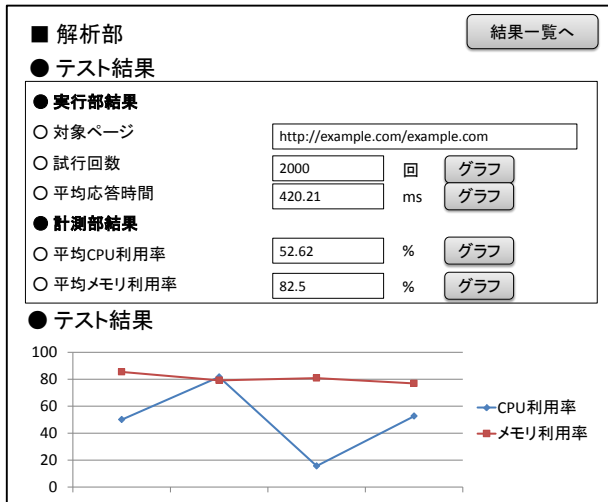 ■ 解析部
結果一覧へ
● テスト結果
● 実行部結果
○ 対象ページ
http://example.com/example.com
○ 試行回数
2000
回
グラフ
○ 平均応答時間
420.21
ms
グラフ
● 計測部結果
○ 平均CPU利用率
52.62
%
グラフ
○ 平均メモリ利用率
82.5
%
グラフ
● テスト結果
100
80
60
40
20
0
CPU利用率
メモリ利用率